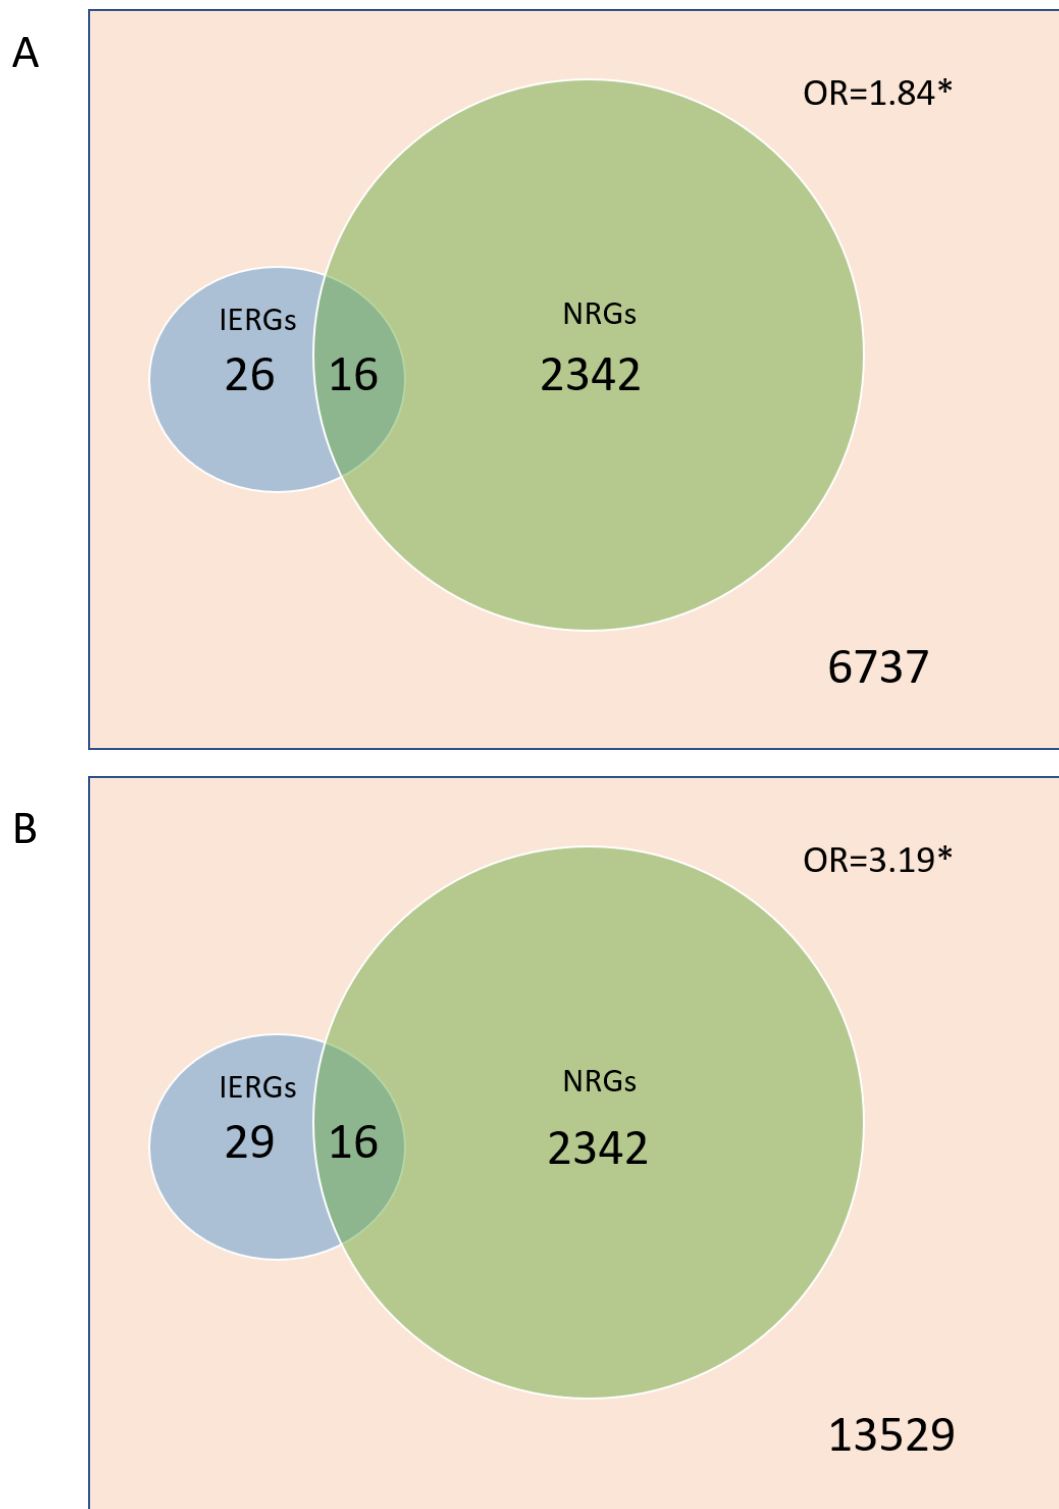 A
OR=1.84*
IERGs
NRGs
26
16
2342
6737
B
OR=3.19*
IERGs
NRGs
29
16
2342
13529